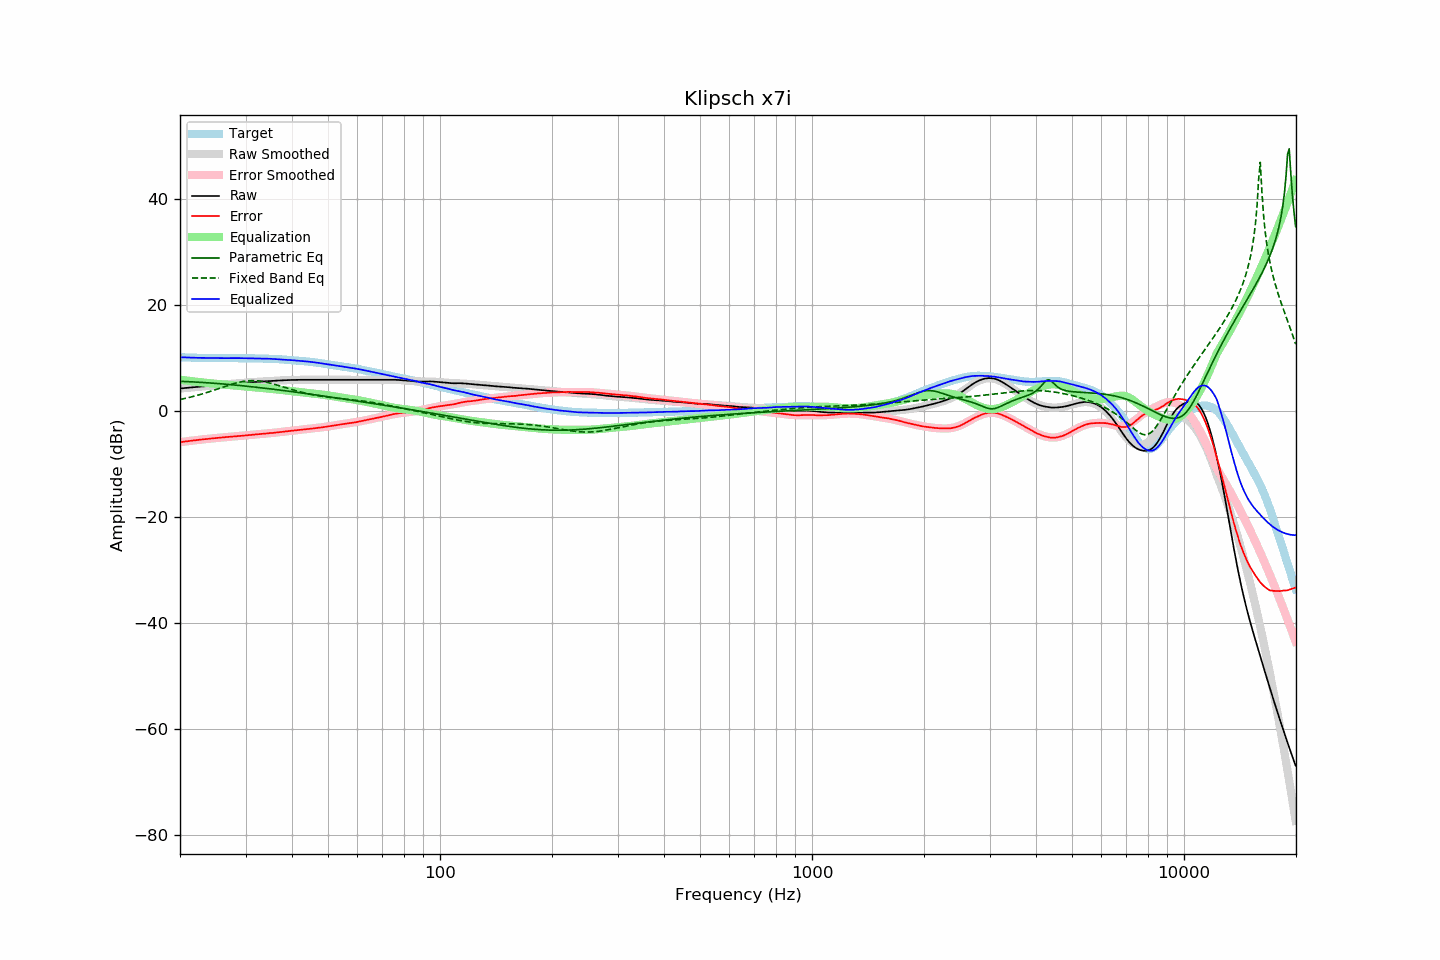 Klipsch x7i
Target
Raw Smoothed
Error Smoothed
Raw
Error
Equalization
Parametric Eq
Fixed Band Eq
Equalized
40
20
0
−20
−40
−60
−80
Amplitude (dBr)
100
1000
10000
Frequency (Hz)